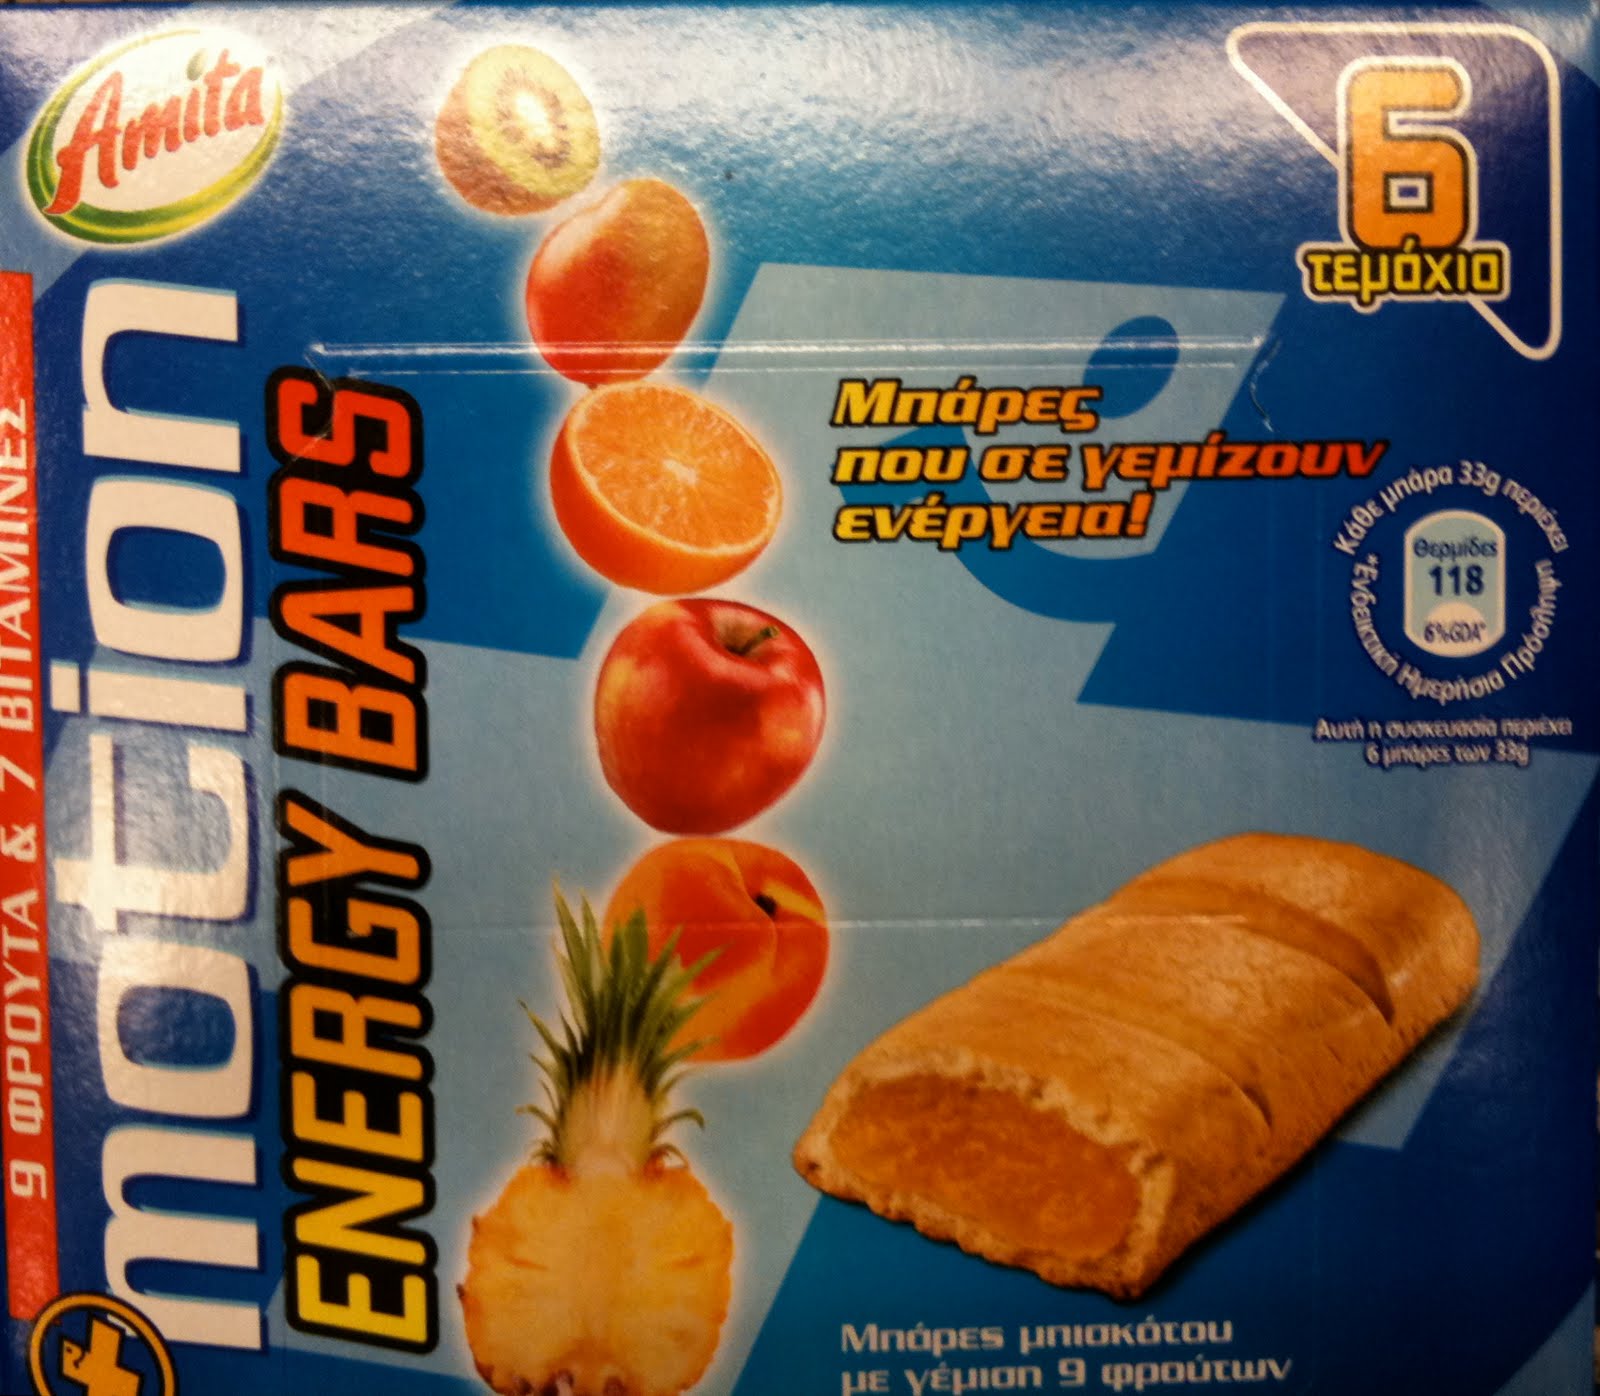 Amita
motion
ENERGY BARS
9 ΦΡΟΥΤΑ & 7 ΒΙΤΑΜΙΝΕΣ
6
τεμάχια
Μπάρες
που σε γεμίζουν
ενέργεια!
Κάθε μπάρα 33g περιέχει
Θερμίδες
118
6%GDA*
*Ενδεικτική Ημερήσια Πρόσληψη
Αυτή η συσκευασία περιέχει
6 μπάρες των 33g
Μπάρες μπισκότου
με γέμιση 9 φρούτων